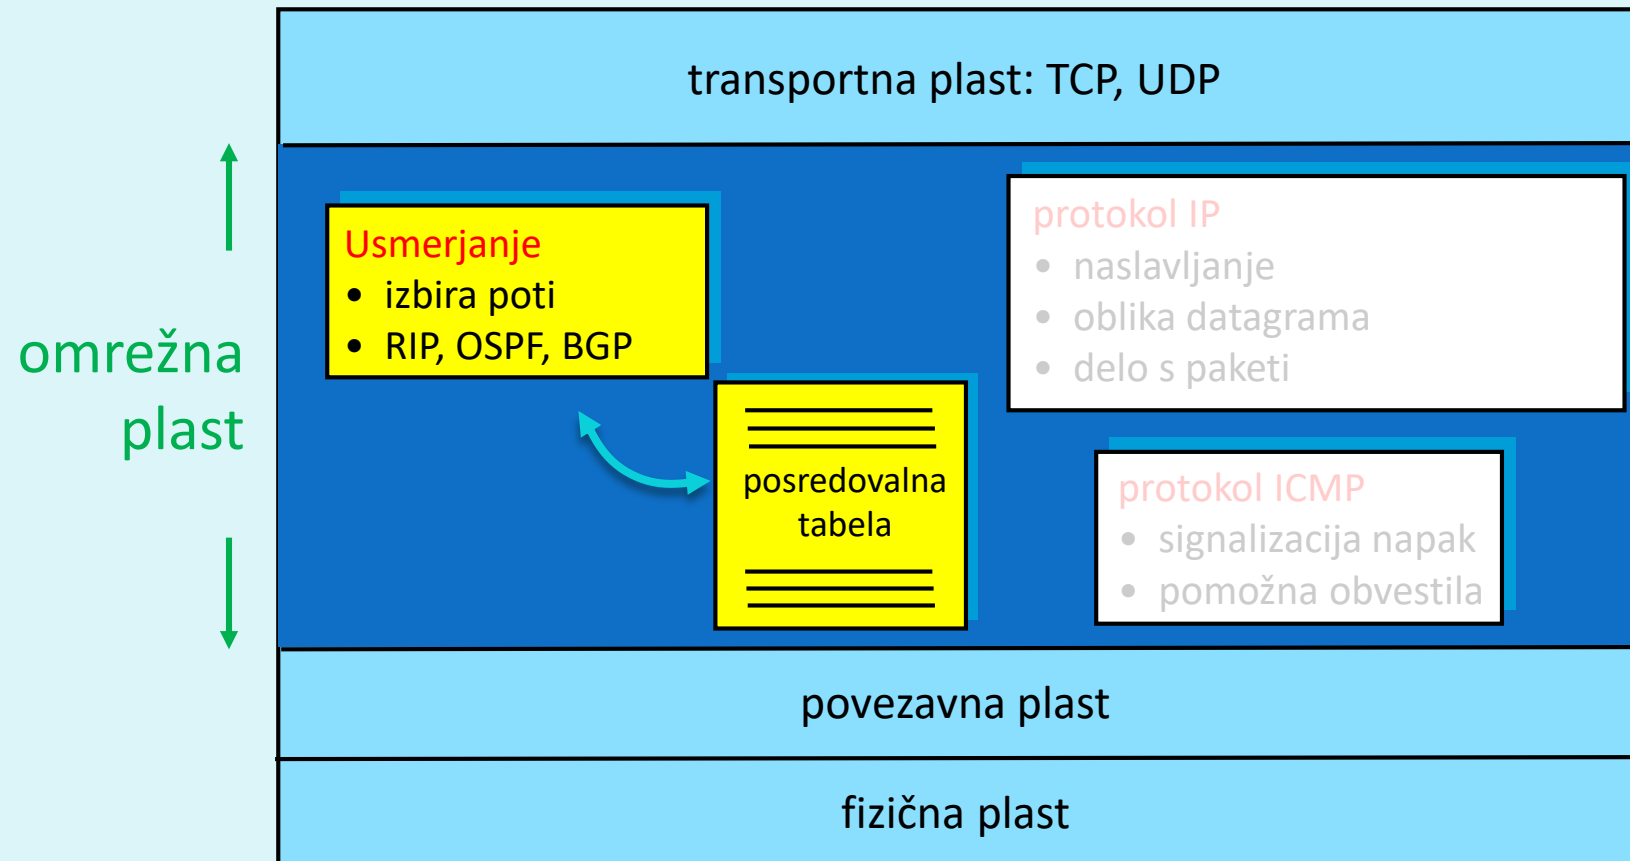 transportna plast: TCP, UDP
omrežna
plast
Usmerjanje
• izbira poti
• RIP, OSPF, BGP
posredovalna
tabela
protokol IP
• naslavljanje
• oblika datagrama
• delo s paketi
protokol ICMP
• signalizacija napak
• pomožna obvestila
povezavna plast
fizična plast